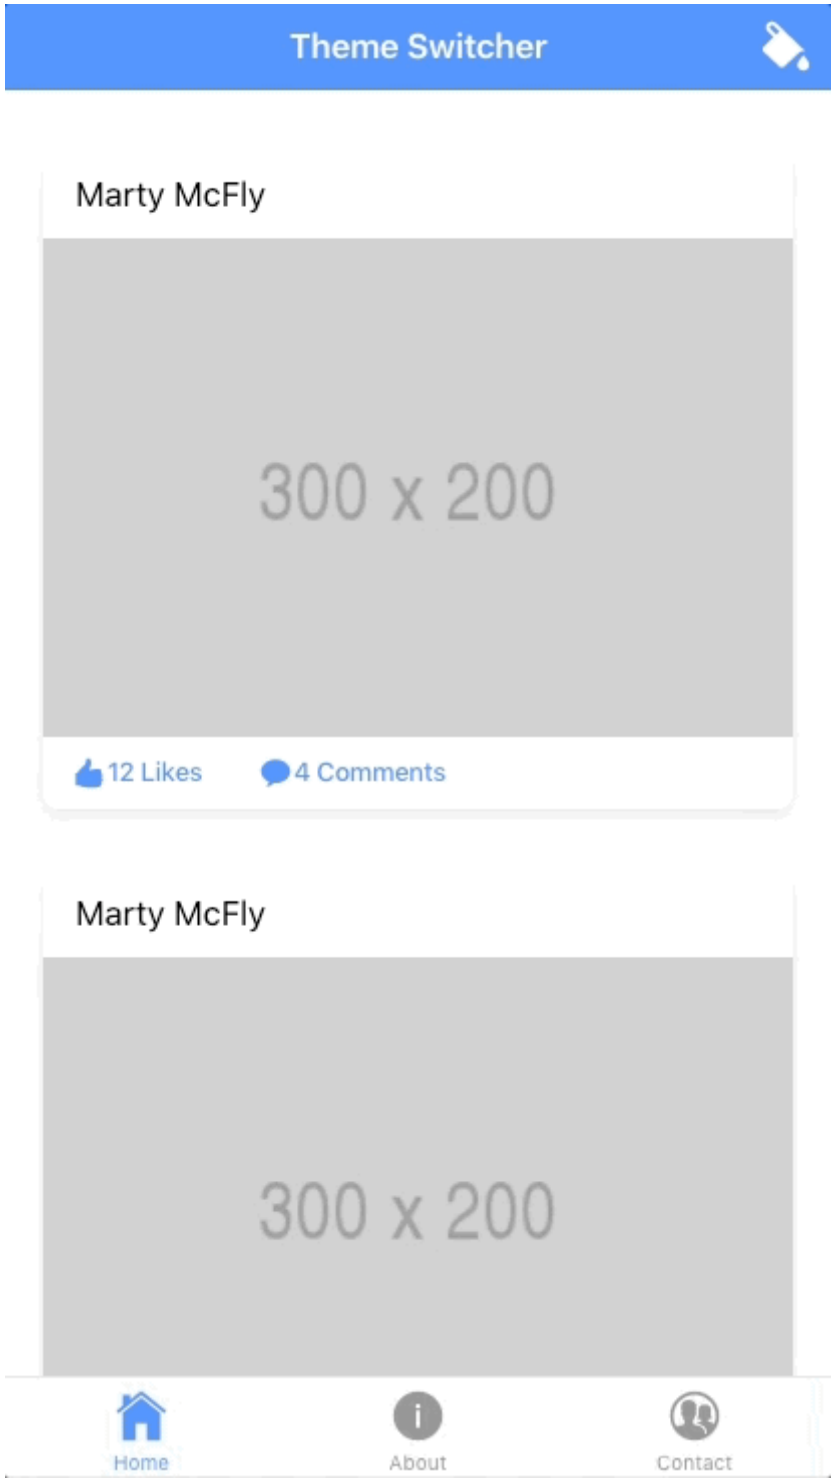 Theme Switcher
Marty McFly
300 x 200
12 Likes 4 Comments
Marty McFly
300 x 200
Home About Contact